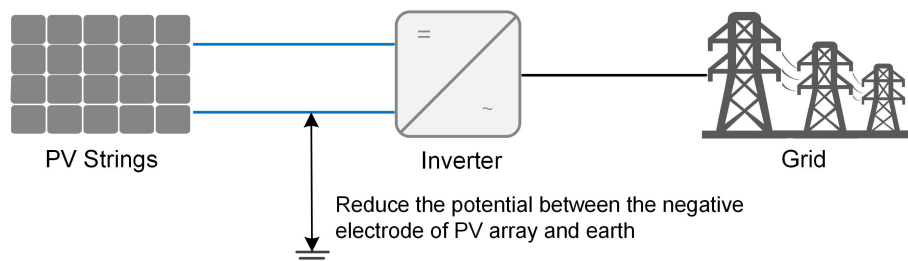 =
~
PV Strings
Inverter
Grid
Reduce the potential between the negative
electrode of PV array and earth